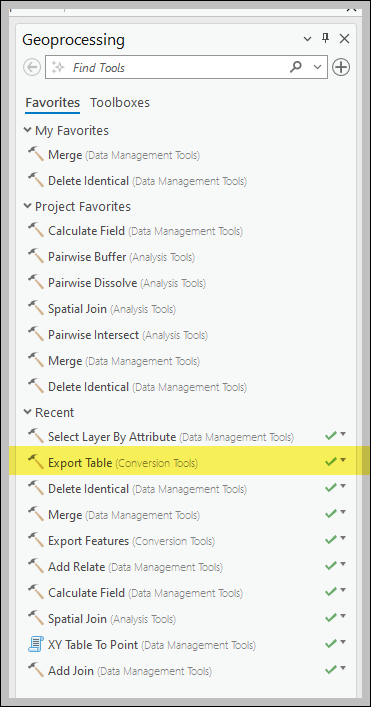 Geoprocessing
Find Tools
Favorites Toolboxes
My Favorites
Merge (Data Management Tools)
Delete Identical (Data Management Tools)
Project Favorites
Calculate Field (Data Management Tools)
Pairwise Buffer (Analysis Tools)
Pairwise Dissolve (Analysis Tools)
Spatial Join (Analysis Tools)
Pairwise Intersect (Analysis Tools)
Merge (Data Management Tools)
Delete Identical (Data Management Tools)
Recent
Select Layer By Attribute (Data Management Tools)
Export Table (Conversion Tools)
Delete Identical (Data Management Tools)
Merge (Data Management Tools)
Export Features (Conversion Tools)
Add Relate (Data Management Tools)
Calculate Field (Data Management Tools)
Spatial Join (Analysis Tools)
XY Table To Point (Data Management Tools)
Add Join (Data Management Tools)